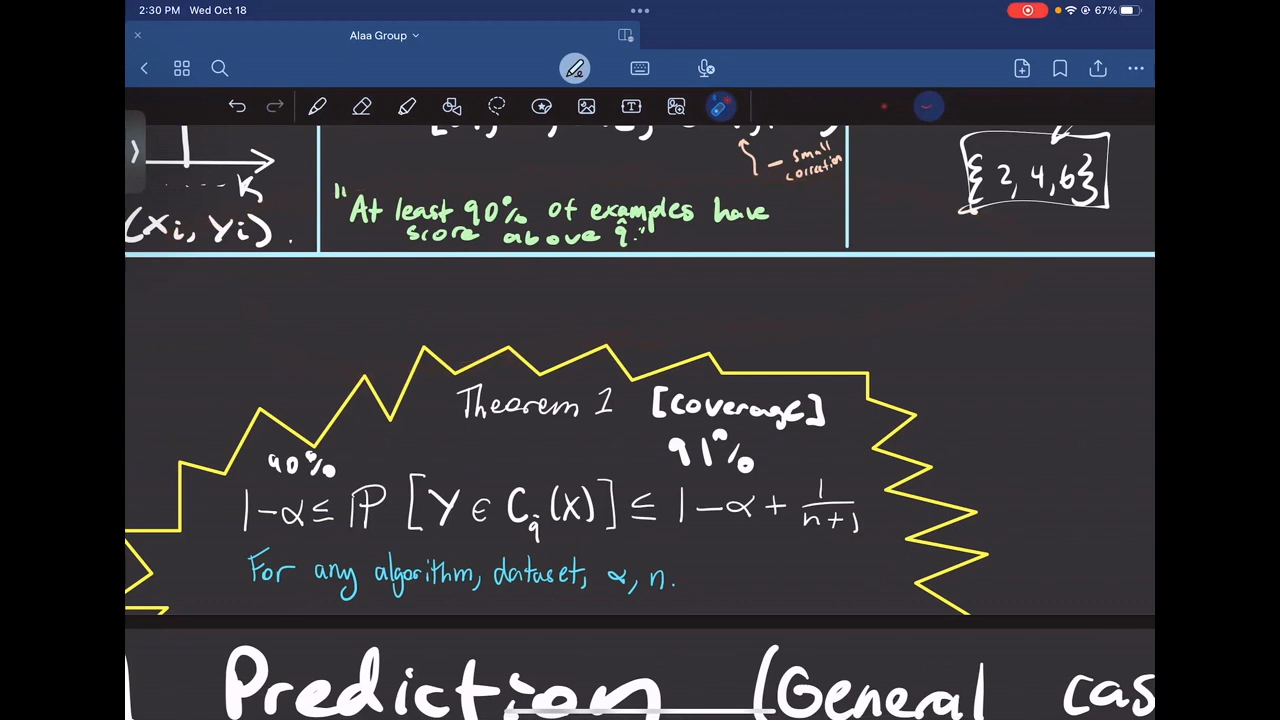 2:30 PM Wed Oct 18
67%
Alaa Group
T
small
correction
{ 2, 4, 6}
K
"At least 90% of examples have
score above q̂."
(Xi, Yi).
Theorem 1 [coverage]
90% 91%
1-α ≤ ℙ [Y ∈ C_q̂(X)] ≤ 1-α + 1/(n+1)
For any algorithm, dataset, α, n.
Prediction (General cas